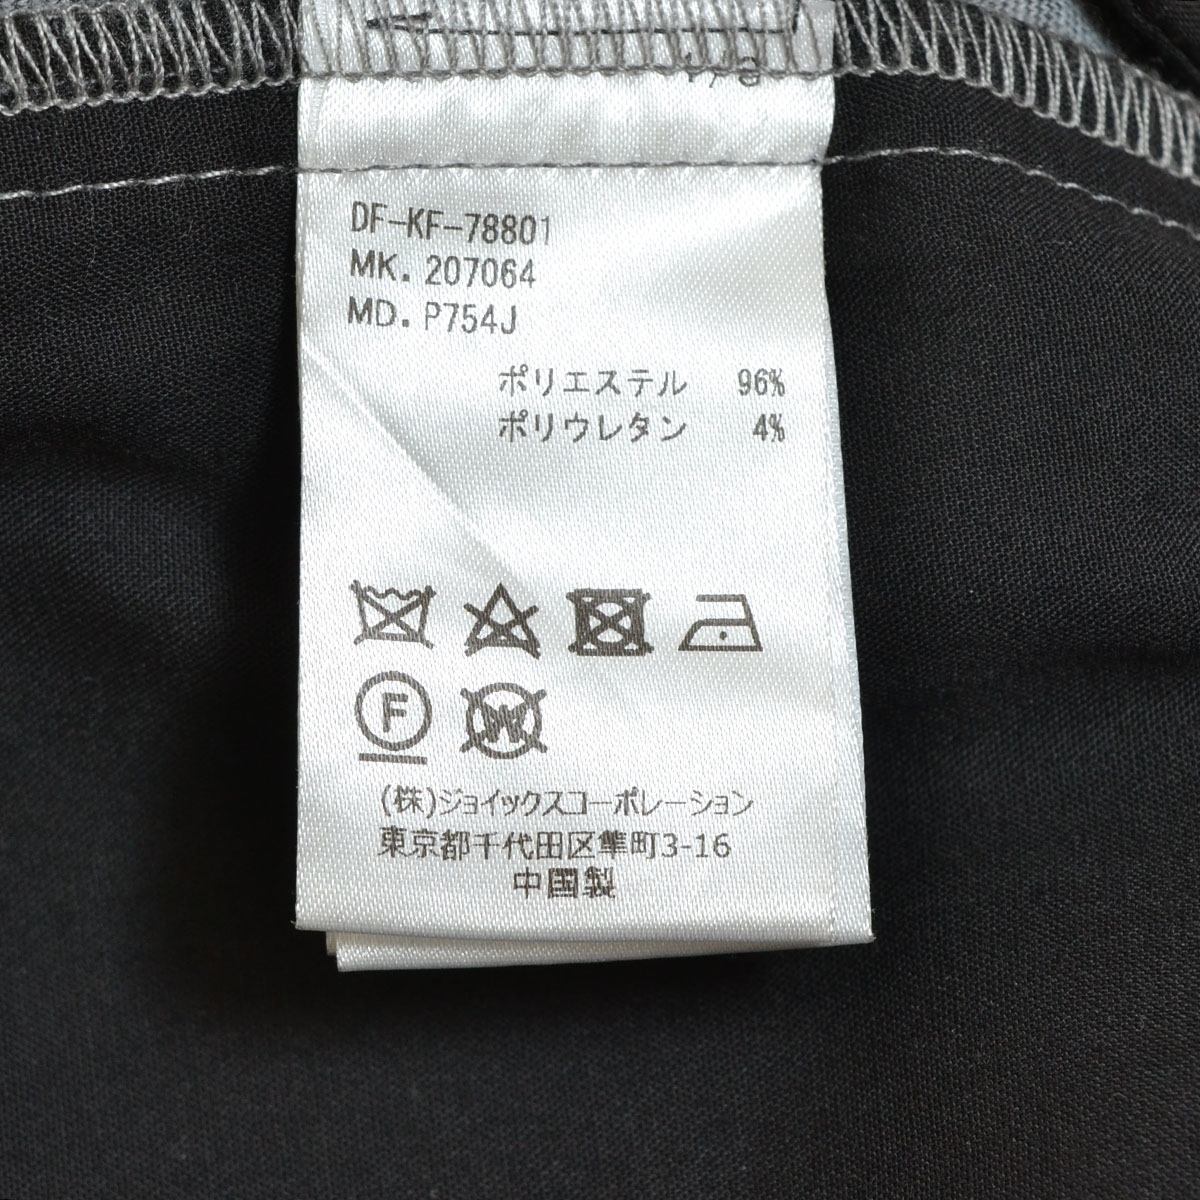 DF-KF-78801
MK. 207064
MD. P754J
ポリエステル 96%
ポリウレタン 4%
F W
(株)ジョイックスコーポレーション
東京都千代田区隼町3-16
中国製